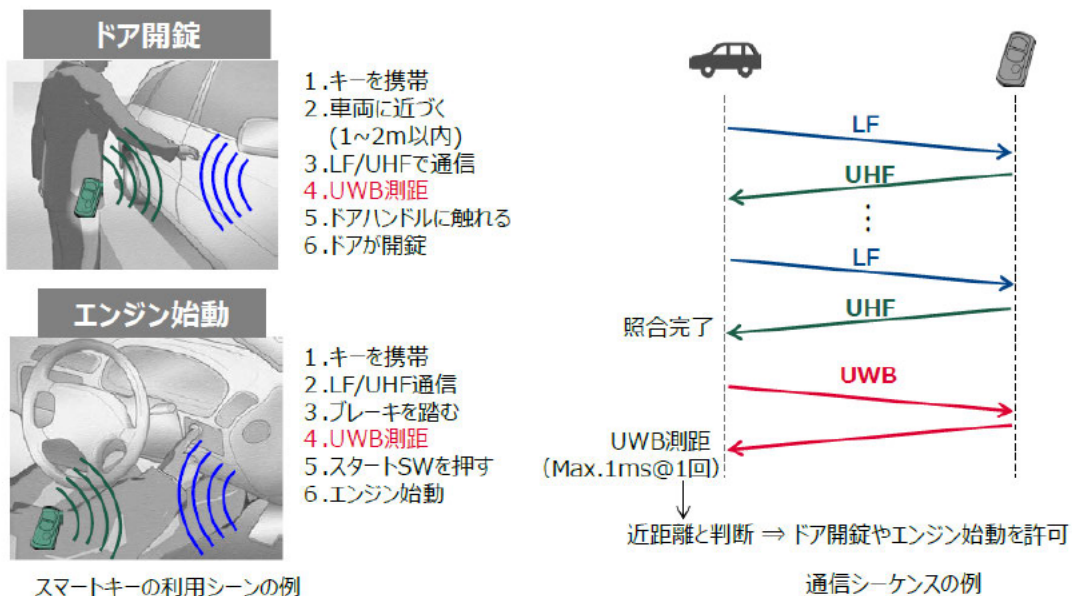 ドア開錠
1.キーを携帯
2.車両に近づく
(1~2m以内)
3.LF/UHFで通信
4.UWB測距
5.ドアハンドルに触れる
6.ドアが開錠
エンジン始動
1.キーを携帯
2.LF/UHF通信
3.ブレーキを踏む
4.UWB測距
5.スタートSWを押す
6.エンジン始動
スマートキーの利用シーンの例
LF
UHF
⋮
LF
UHF
照合完了
UWB
UWB測距
(Max.1ms@1回)
近距離と判断 ⇒ ドア開錠やエンジン始動を許可
通信シーケンスの例